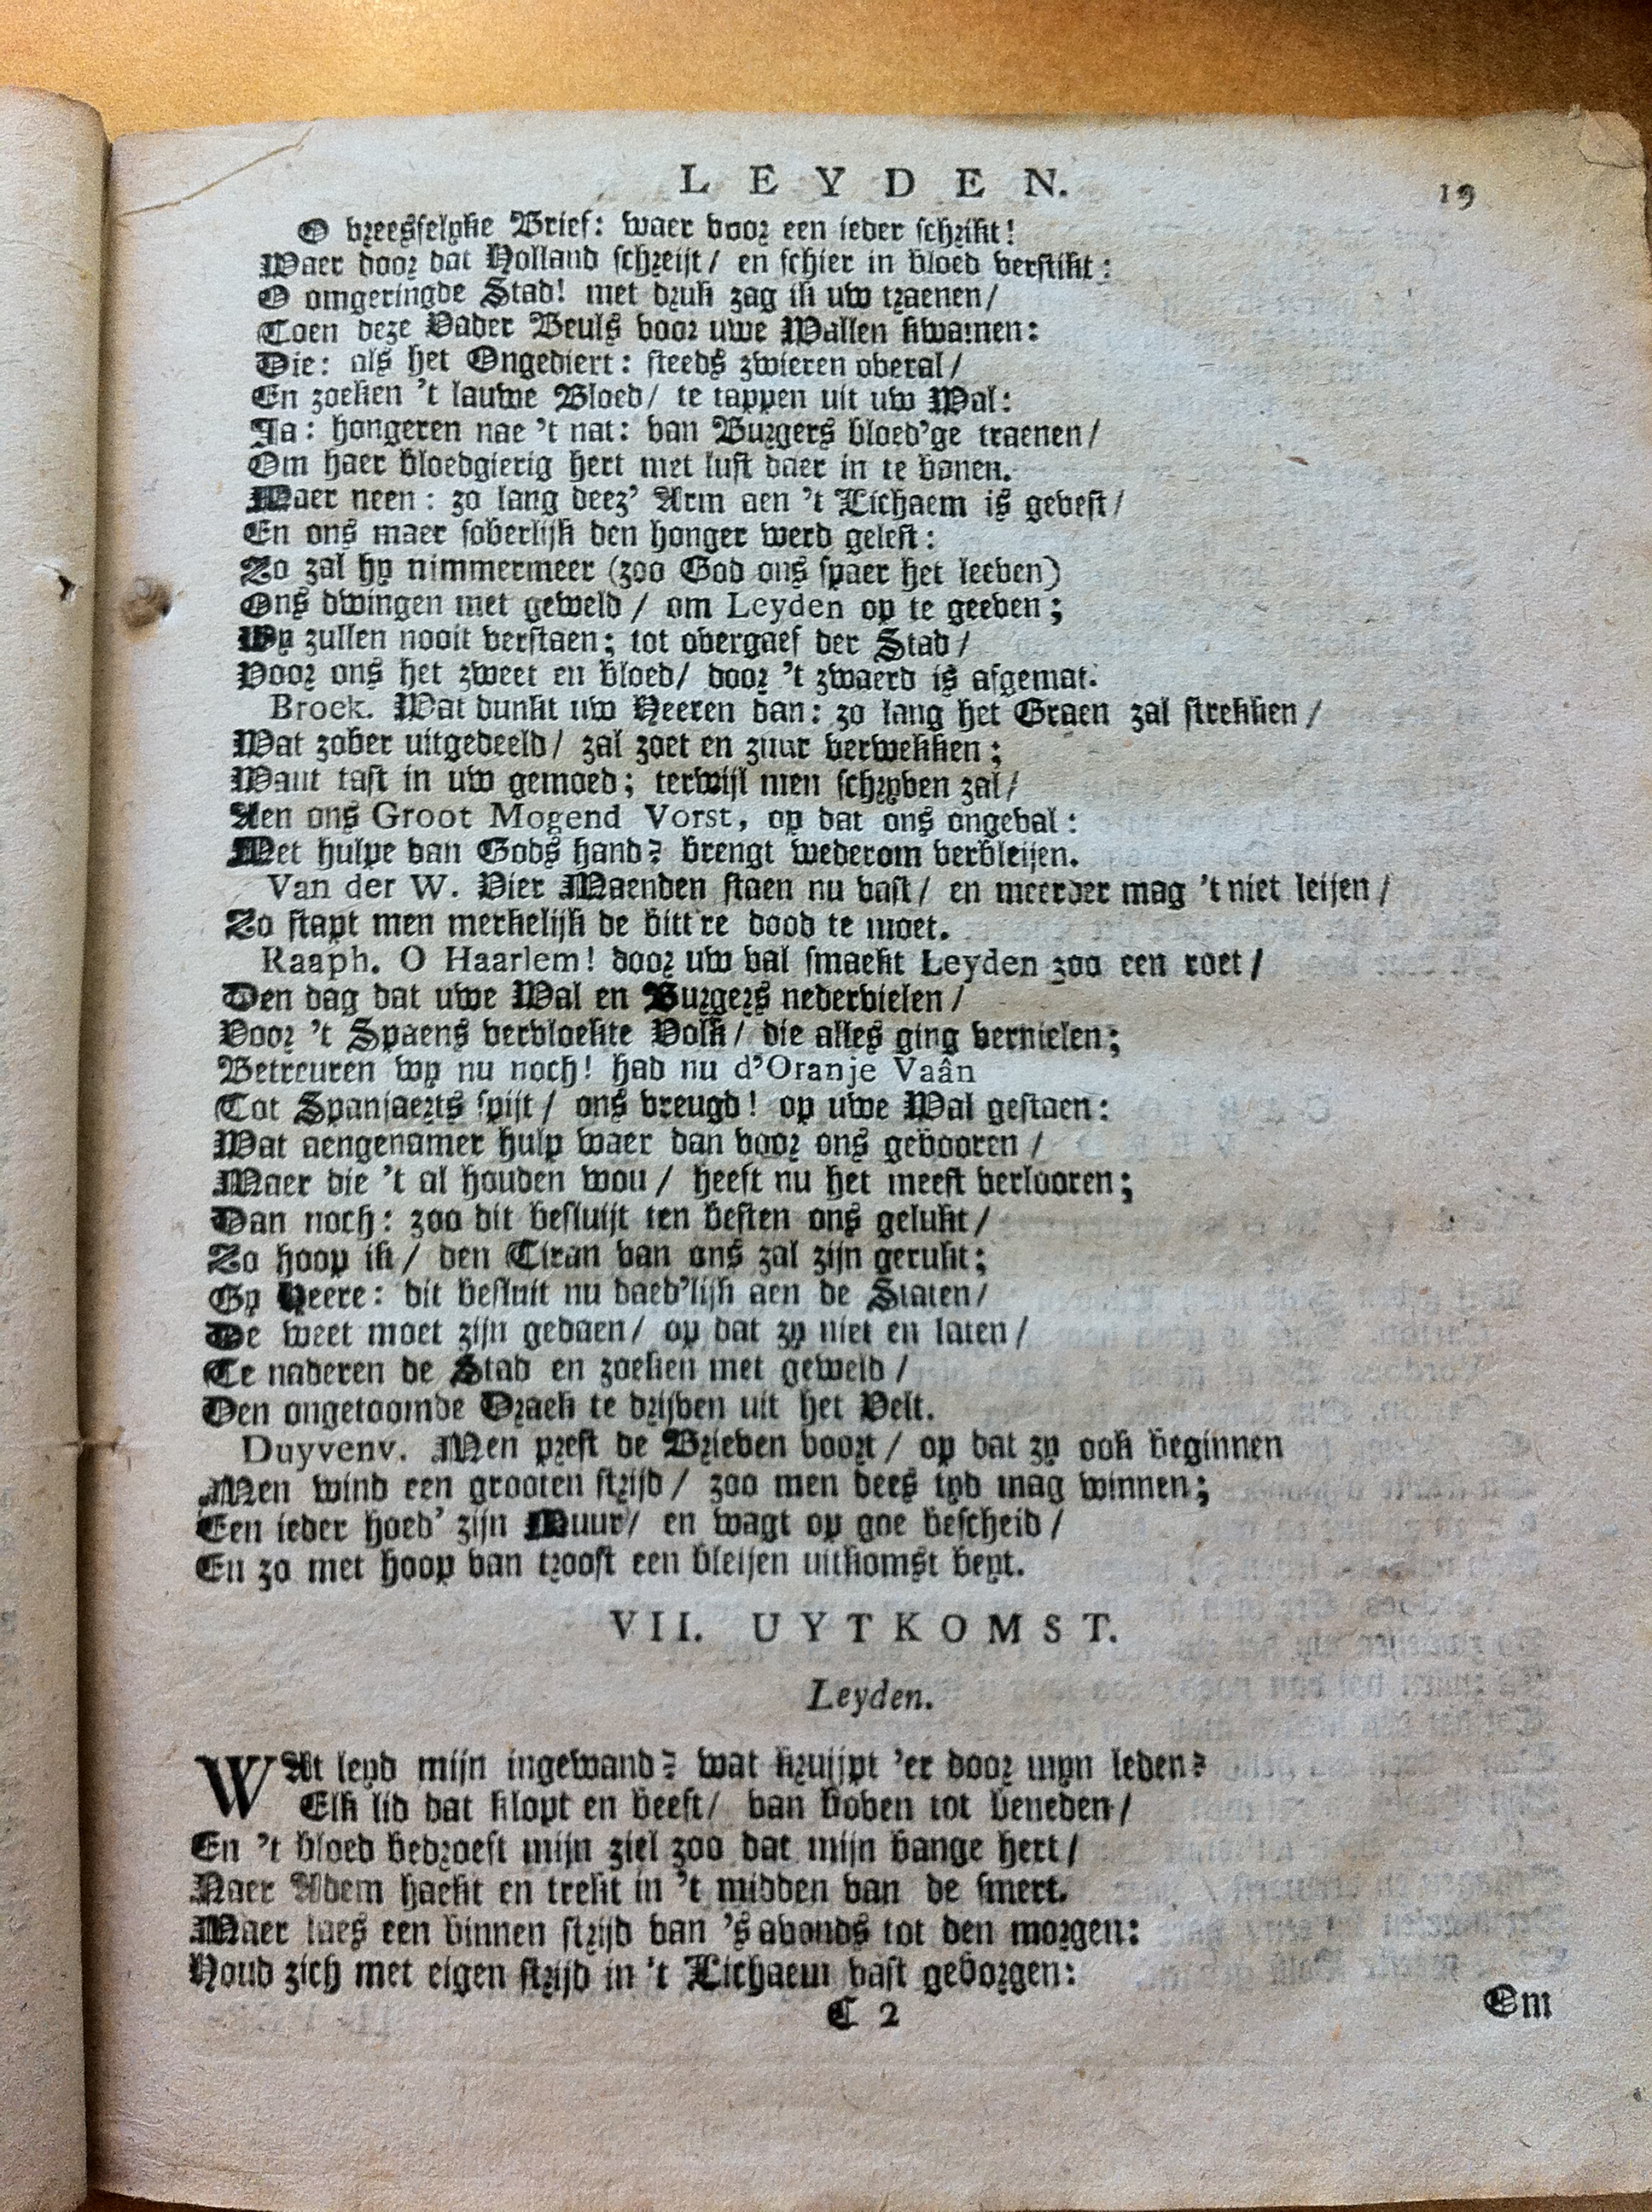 LEYDEN. 19
O vreesselyke Brief: waer voor een ieder schrikt!
Waer door dat Holland schreijt / en schier in bloed verstikt:
O omgeringde Stad! met druk zag ik uw traenen /
Toen deze Vader Beuls voor uwe Wallen kwamen:
Die: als het Ongediert: steeds zwieren overal /
En zoeken 't lauwe Bloed / te tappen uit uw Wal:
Ja: hongeren nae 't nat: van Burgers bloed'ge traenen /
Om haer bloedgierig hert met lust daer in te banen.
Maer neen: zo lang deez' Arm aen 't Lichaem is gevest /
En ons maer soberlijk den honger werd gelest:
Zo zal hy nimmermeer (zoo God ons spaer het leeven)
Ons dwingen met geweld / om Leyden op te geeven;
Wy zullen nooit verstaen; tot overgaef der Stad /
Voor ons het zweet en bloed / door 't zwaerd is afgemat.
Broek. Wat dunkt uw Heeren dan: zo lang het Graen zal strekken /
Wat zober uitgedeeld / zal zoet en zuur verwekken;
Want tast in uw gemoed; terwijl men schryven zal /
Aen ons Groot Mogend Vorst, op dat ons ongeval:
Met hulpe van Gods hand? brengt wederom verbleijen.
Van der W. Vier Maenden staen nu vast / en meerder mag 't niet leijen /
Zo stapt men merkelijk de bitt're dood te moet.
Raaph. O Haarlem! door uw val smaekt Leyden zoo een roet /
Den dag dat uwe Wal en Burgers nedervielen /
Voor 't Spaens vervloekte Volk / die alles ging vernielen;
Betreuren wy nu noch! had nu d'Oranje Vaân
Tot Spanjaerts spijt / ons vreugd! op uwe Wal gestaen:
Wat aengenamer hulp waer dan voor ons gebooren /
Maer die 't al houden wou / heeft nu het meest verlooren;
Dan noch: zoo dit besluijt ten besten ons gelukt /
Zo hoop ik / den Tiran van ons zal zijn gerukt;
Gy Heere: dit besluit nu daed'lijk aen de Staten /
De weet moet zijn gedaen / op dat zy niet en laten /
Te naderen de Stad en zoeken met geweld /
Den ongetoomde Draek te drijven uit het Velt.
Duyvenv. Men prest de Brieven voort / op dat zy ook beginnen
Men wind een grooten strijd / zoo men dees tyd mag winnen;
Een ieder hoed' zijn Muur / en wagt op goe bescheid /
En zo met hoop van troost een bleijen uitkomst beyt.
VII. UYTKOMST.
Leyden.
WAt leyd mijn ingewand? wat kruijpt 'er door myn leden?
Elk lid dat klopt en beeft / van boven tot beneden /
En 't bloed bedroeft mijn ziel zoo dat mijn bange hert /
Naer Adem haekt en trekt in 't midden van de smert.
Maer laes een binnen strijd van 's avonds tot den morgen:
Houd zich met eigen strijd in 't Lichaem vast geborgen:
C 2 Om